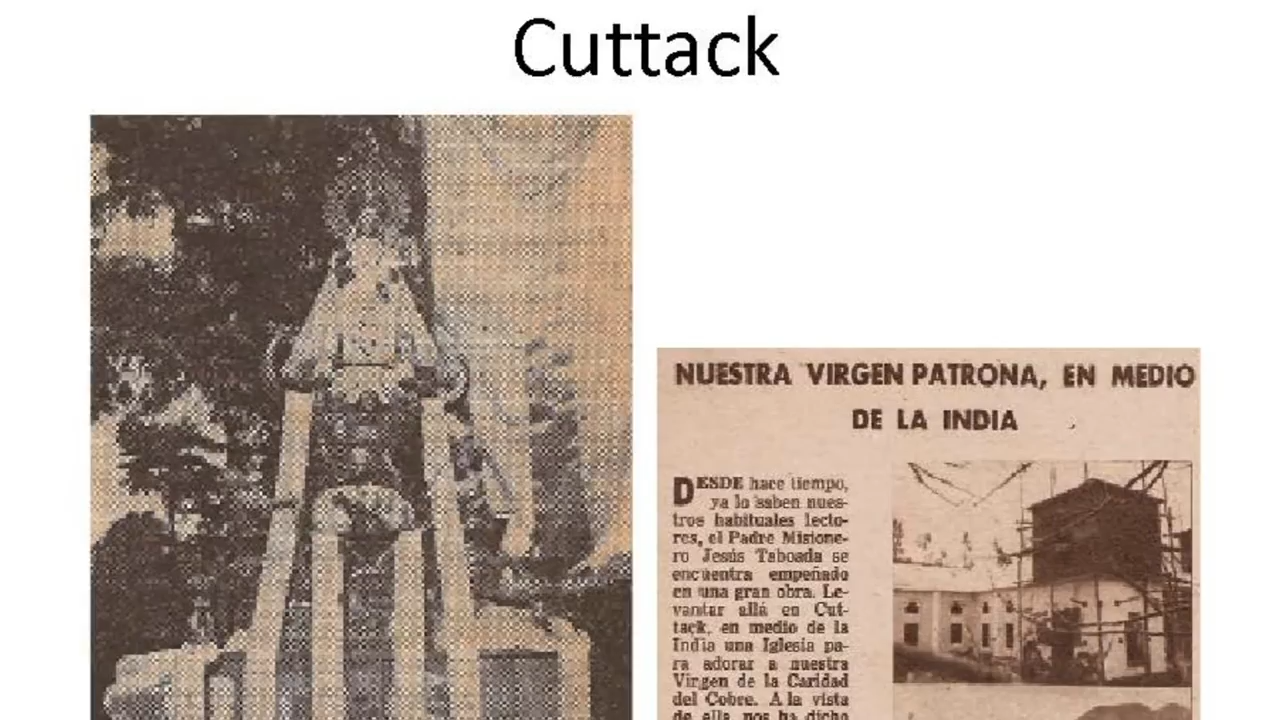 Cuttack
NUESTRA VIRGEN PATRONA, EN MEDIO
DE LA INDIA
DESDE hace tiempo,
ya lo saben nues-
tros habituales lecto-
res, el Padre Misione-
ro Jesús Taboada se
encuentra empeñado
en una gran obra. Le-
vantar allá en Cut-
tack, en medio de la
India una Iglesia pa-
ra adorar a nuestra
Virgen de la Caridad
del Cobre. A la vista
de ella, nos ha dicho